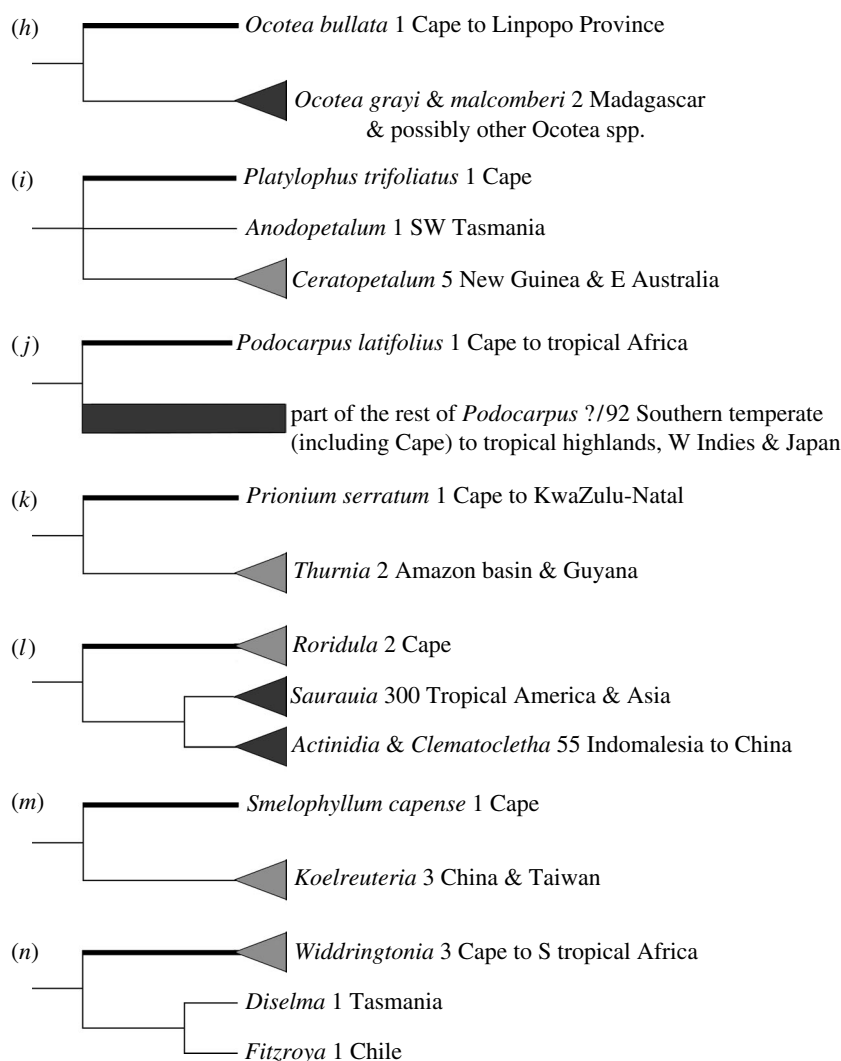 (h) Ocotea bullata 1 Cape to Linpopo Province
Ocotea grayi & malcomberi 2 Madagascar
& possibly other Ocotea spp.
(i) Platylophus trifoliatus 1 Cape
Anodopetalum 1 SW Tasmania
Ceratopetalum 5 New Guinea & E Australia
(j) Podocarpus latifolius 1 Cape to tropical Africa
part of the rest of Podocarpus ?/92 Southern temperate
(including Cape) to tropical highlands, W Indies & Japan
(k) Prionium serratum 1 Cape to KwaZulu-Natal
Thurnia 2 Amazon basin & Guyana
(l) Roridula 2 Cape
Saurauia 300 Tropical America & Asia
Actinidia & Clematocletha 55 Indomalesia to China
(m) Smelophyllum capense 1 Cape
Koelreuteria 3 China & Taiwan
(n) Widdringtonia 3 Cape to S tropical Africa
Diselma 1 Tasmania
Fitzroya 1 Chile